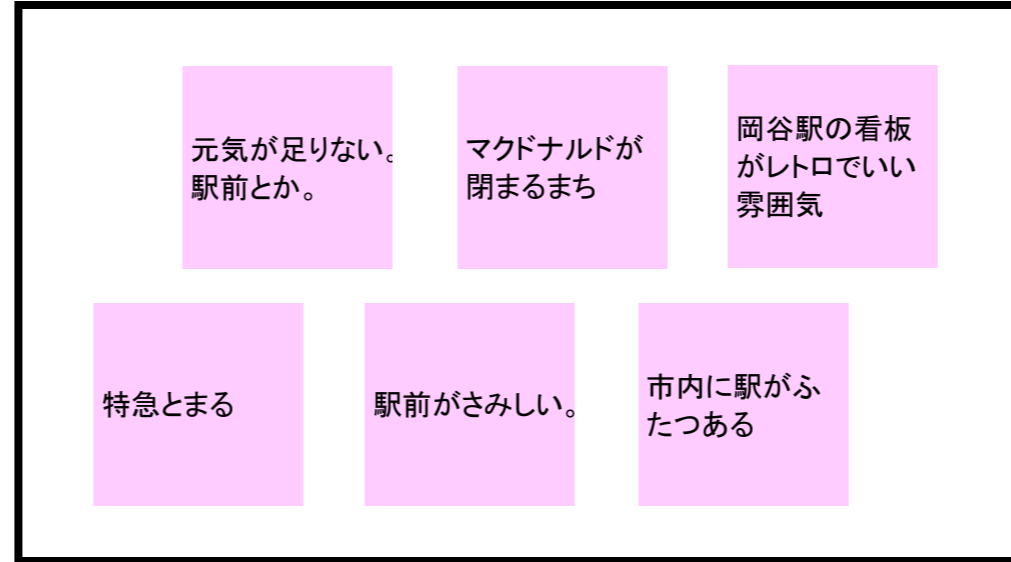 元気が足りない。
駅前とか。
マクドナルドが
閉まるまち
岡谷駅の看板
がレトロでいい
雰囲気
特急とまる
駅前がさみしい。
市内に駅がふ
たつある